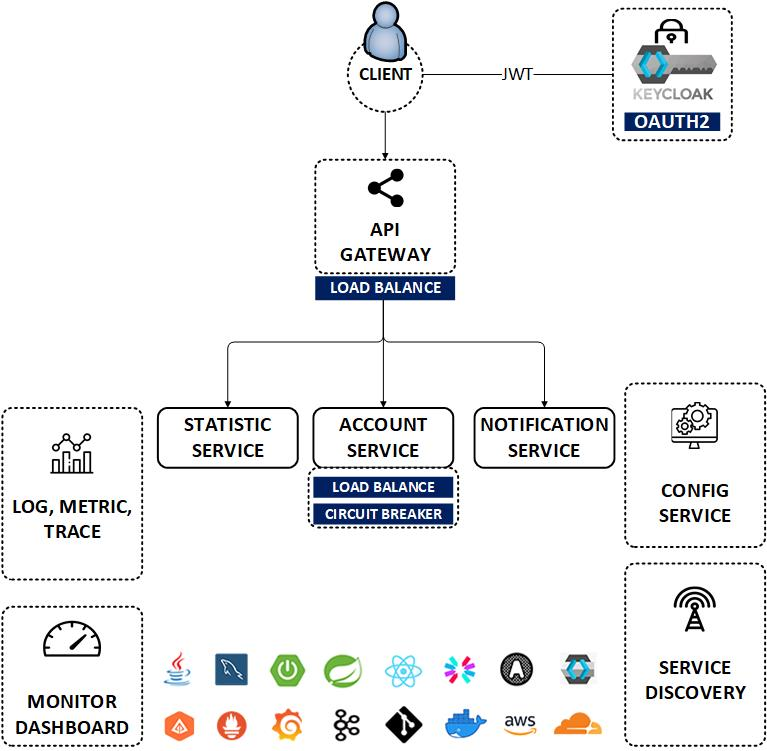 CLIENT
JWT
KEYCLOAK
OAUTH2
API
GATEWAY
LOAD BALANCE
STATISTIC
SERVICE
ACCOUNT
SERVICE
NOTIFICATION
SERVICE
LOAD BALANCE
CIRCUIT BREAKER
LOG, METRIC,
TRACE
CONFIG
SERVICE
MONITOR
DASHBOARD
SERVICE
DISCOVERY
A
aws